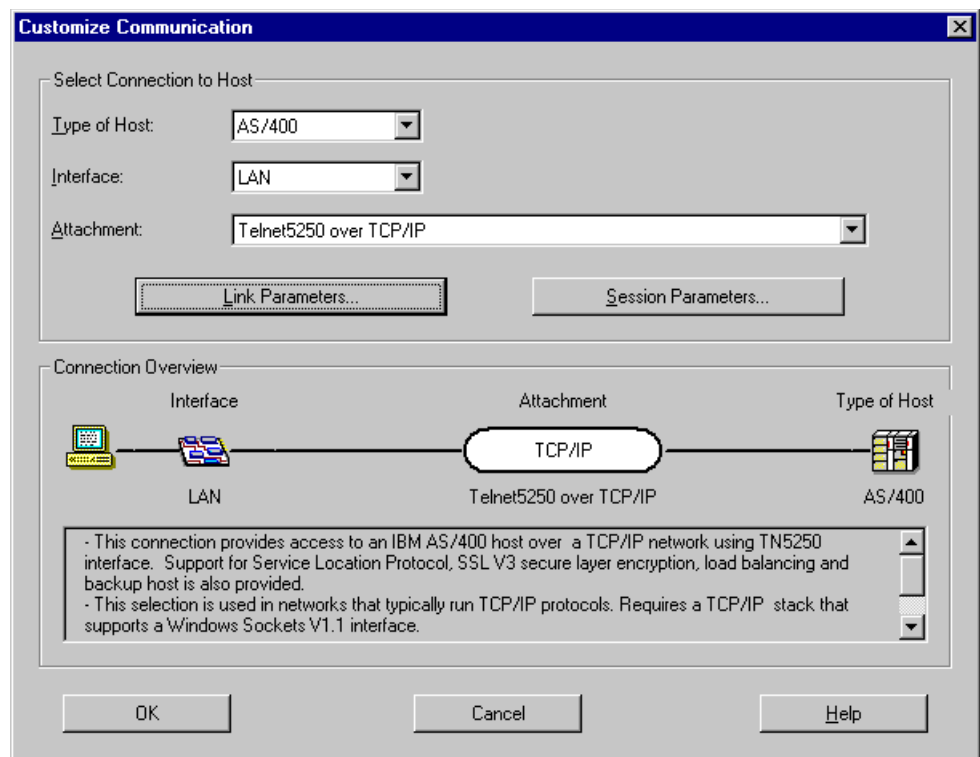 Customize Communication
Select Connection to Host
Type of Host:
AS/400
Interface:
LAN
Attachment:
Telnet5250 over TCP/IP
Link Parameters...
Session Parameters...
Connection Overview
Interface
Attachment
Type of Host
TCP/IP
LAN
Telnet5250 over TCP/IP
AS/400
- This connection provides access to an IBM AS/400 host over  a TCP/IP network using TN5250
interface.  Support for Service Location Protocol, SSL V3 secure layer encryption, load balancing and
backup host is also provided.
- This selection is used in networks that typically run TCP/IP protocols. Requires a TCP/IP  stack that
supports a Windows Sockets V1.1 interface.
OK
Cancel
Help